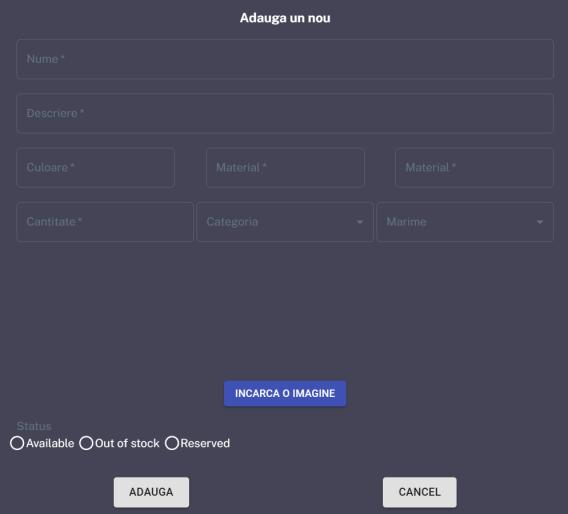 Adauga un nou
Nume *
Descriere *
Culoare * Material * Material *
Cantitate * Categoria Marime
INCARCA O IMAGINE
Status
Available Out of stock Reserved
ADAUGA CANCEL